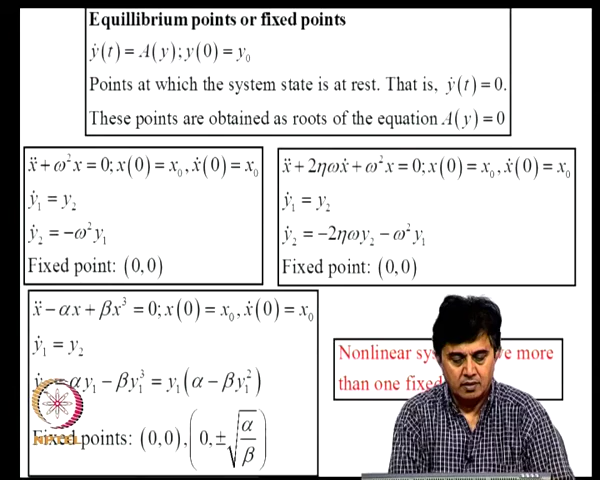 Equillibrium points or fixed points
ẏ(t) = A(y); y(0) = y₀
Points at which the system state is at rest. That is, ẏ(t) = 0.
These points are obtained as roots of the equation A(y) = 0
ẍ + ω²x = 0; x(0) = x₀, ẋ(0) = x₀
ẏ₁ = y₂
ẏ₂ = −ω²y₁
Fixed point: (0,0)
ẍ + 2ηωẋ + ω²x = 0; x(0) = x₀, ẋ(0) = x₀
ẏ₁ = y₂
ẏ₂ = −2ηωy₂ − ω²y₁
Fixed point: (0,0)
ẍ − αx + βx³ = 0; x(0) = x₀, ẋ(0) = x₀
ẏ₁ = y₂
= αy₁ − βy₁³ = y₁(α − βy₁²)
Fixed points: (0,0), (0, ±√(α/β))
Nonlinear more
than one fixed
NPTEL